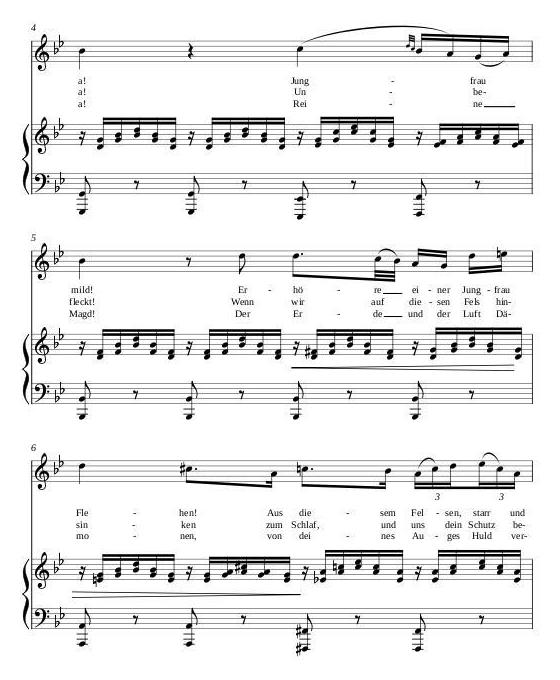 4
a! Jung - frau
a! Un - be-
a! Rei - ne
5
mild! Er - hö - re ei - ner Jung - frau
fleckt! Wenn wir auf die - sen Fels hin-
Magd! Der Er - de und der Luft Dä-
6
Fle - hen! Aus die - sem Fel - sen, starr und
sin - ken zum Schlaf, und uns dein Schutz be-
mo - nen, von dei - nes Au - ges Huld ver-
3 3